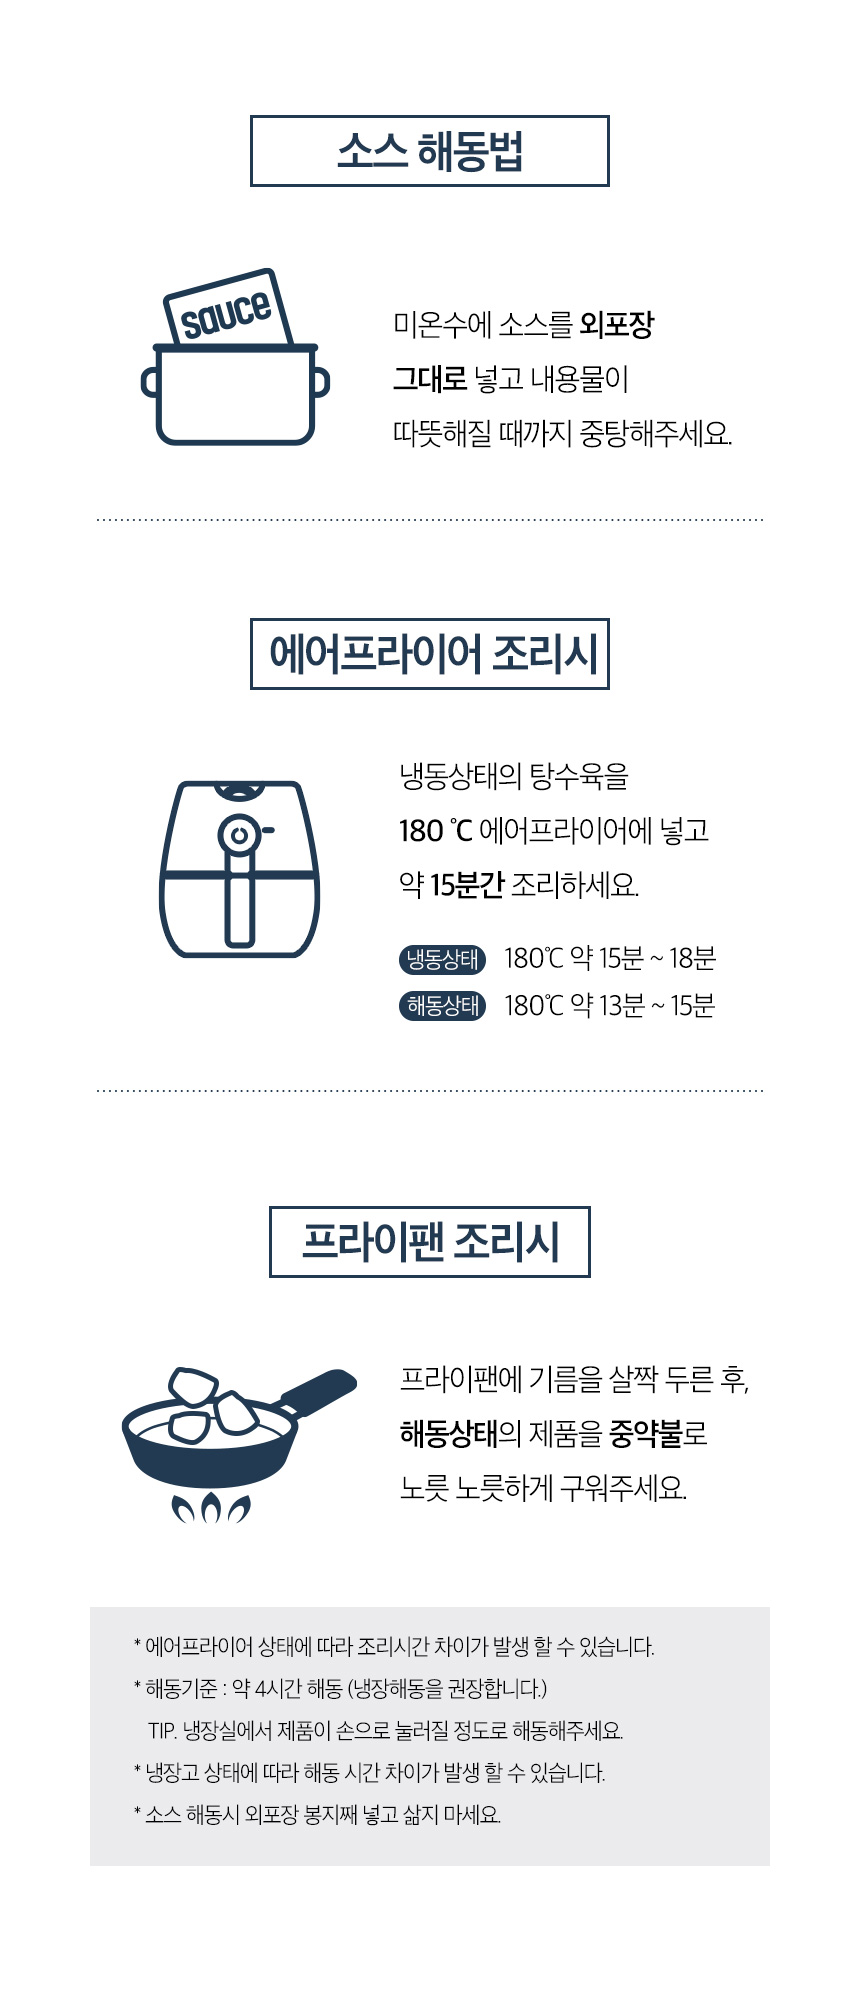 소스 해동법
sauce
미온수에 소스를 외포장
그대로 넣고 내용물이
따뜻해질 때까지 중탕해주세요.
에어프라이어 조리시
냉동상태의 탕수육을
180 ℃ 에어프라이어에 넣고
약 15분간 조리하세요.
냉동상태 180℃ 약 15분 ~ 18분
해동상태 180℃ 약 13분 ~ 15분
프라이팬 조리시
프라이팬에 기름을 살짝 두른 후,
해동상태의 제품을 중약불로
노릇 노릇하게 구워주세요.
* 에어프라이어 상태에 따라 조리시간 차이가 발생 할 수 있습니다.
* 해동기준 : 약 4시간 해동 (냉장해동을 권장합니다.)
TIP. 냉장실에서 제품이 손으로 눌러질 정도로 해동해주세요.
* 냉장고 상태에 따라 해동 시간 차이가 발생 할 수 있습니다.
* 소스 해동시 외포장 봉지째 넣고 삶지 마세요.